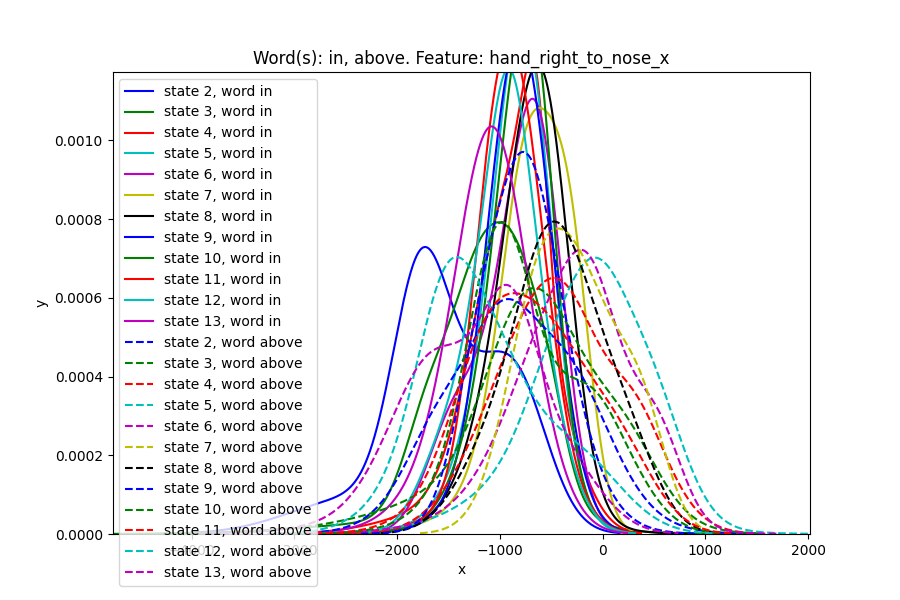 Word(s): in, above. Feature: hand_right_to_nose_x
y
0.0010
0.0008
0.0006
0.0004
0.0002
0.0000
state 2, word in
state 3, word in
state 4, word in
state 5, word in
state 6, word in
state 7, word in
state 8, word in
state 9, word in
state 10, word in
state 11, word in
state 12, word in
state 13, word in
state 2, word above
state 3, word above
state 4, word above
state 5, word above
state 6, word above
state 7, word above
state 8, word above
state 9, word above
state 10, word above
state 11, word above
state 12, word above
state 13, word above
−2000 −1000 0 1000 2000
x